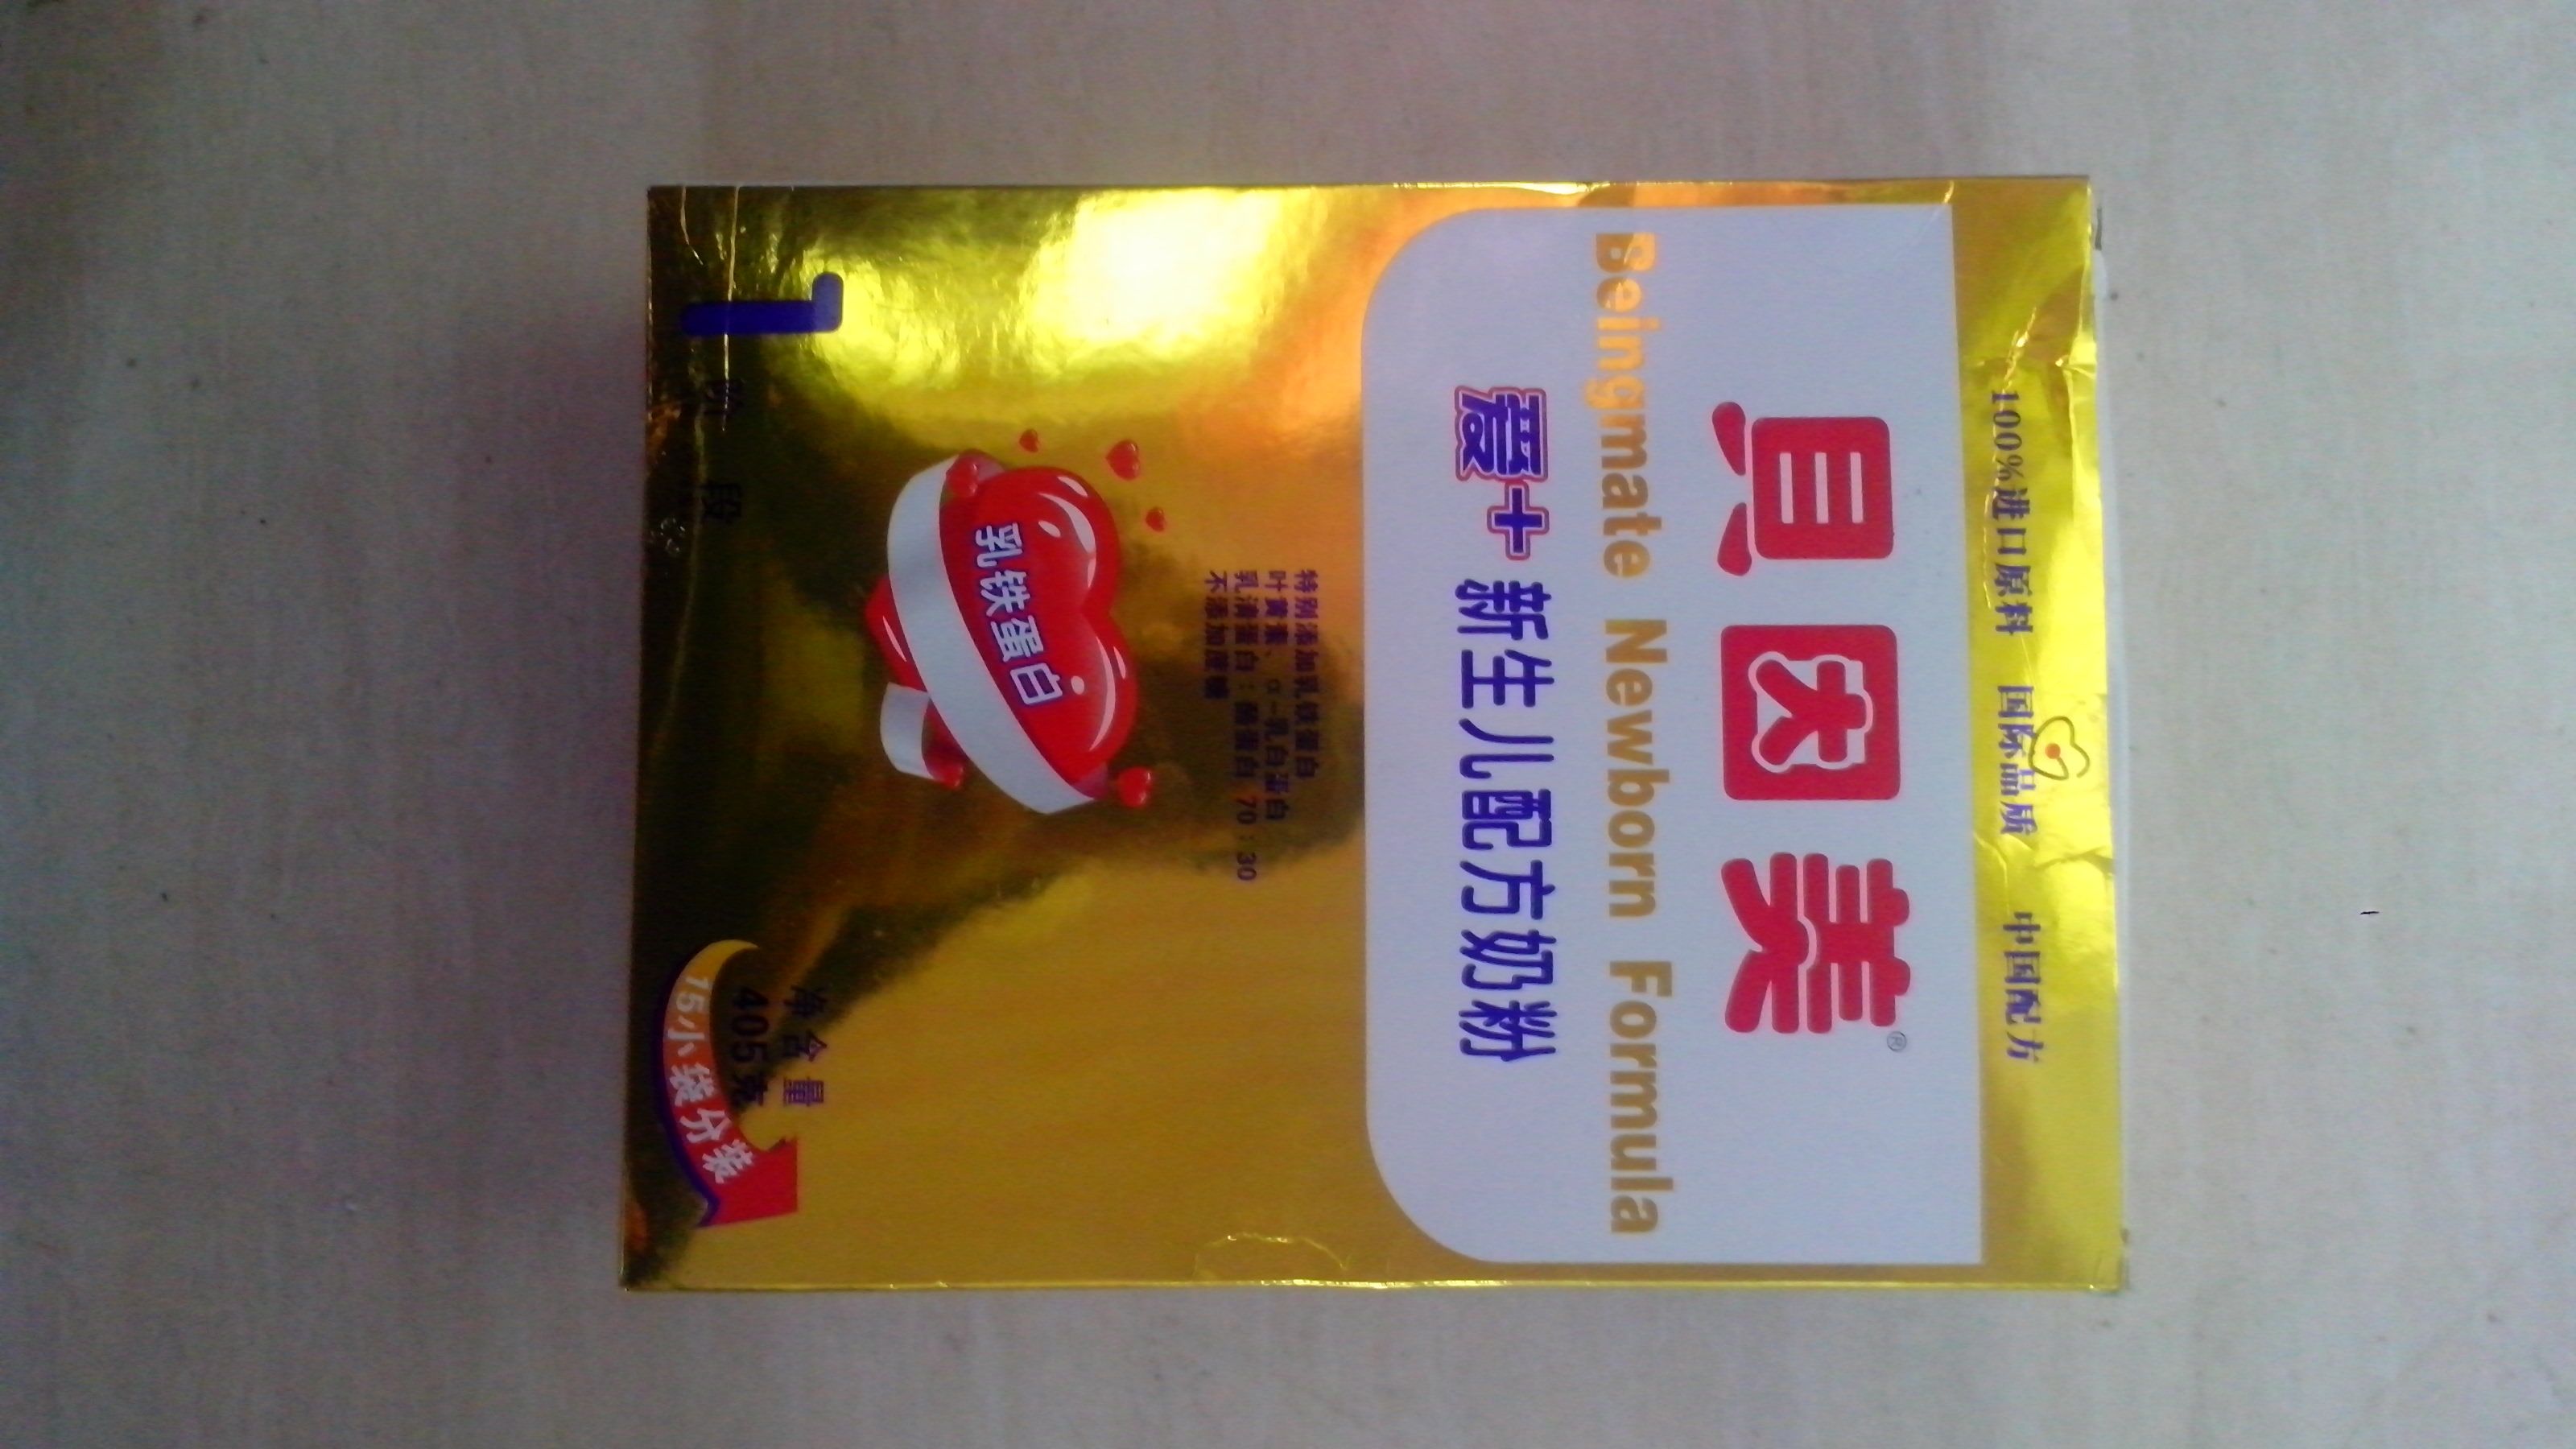 100%进口原料 国际品质 中国配方
贝因美®
Beingmate Newborn Formula
爱+新生儿配方奶粉
特别添加乳铁蛋白
叶黄素、α-乳白蛋白
乳清蛋白:酪蛋白 70:30
不添加蔗糖
乳铁蛋白
1
阶段
净含量
405克
15小袋分装